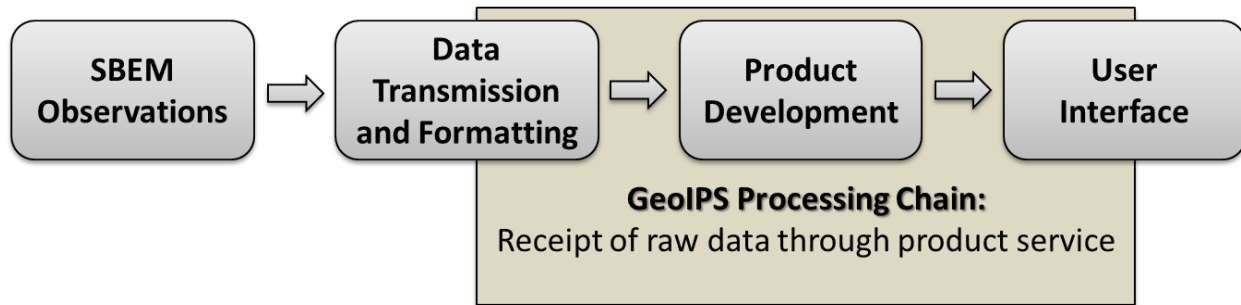 SBEM
Observations
Data
Transmission
and Formatting
Product
Development
User
Interface
GeoIPS Processing Chain:
Receipt of raw data through product service